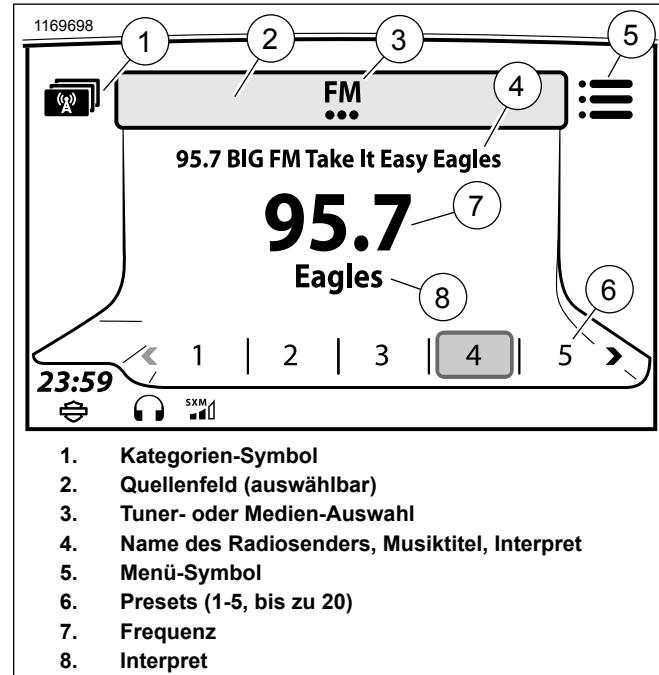 1169698
1
2
3
5
FM
4
95.7 BIG FM Take It Easy Eagles
95.7
7
Eagles
8
6
1 2 3 4 5
23:59
SXM
1. Kategorien-Symbol
2. Quellenfeld (auswählbar)
3. Tuner- oder Medien-Auswahl
4. Name des Radiosenders, Musiktitel, Interpret
5. Menü-Symbol
6. Presets (1-5, bis zu 20)
7. Frequenz
8. Interpret